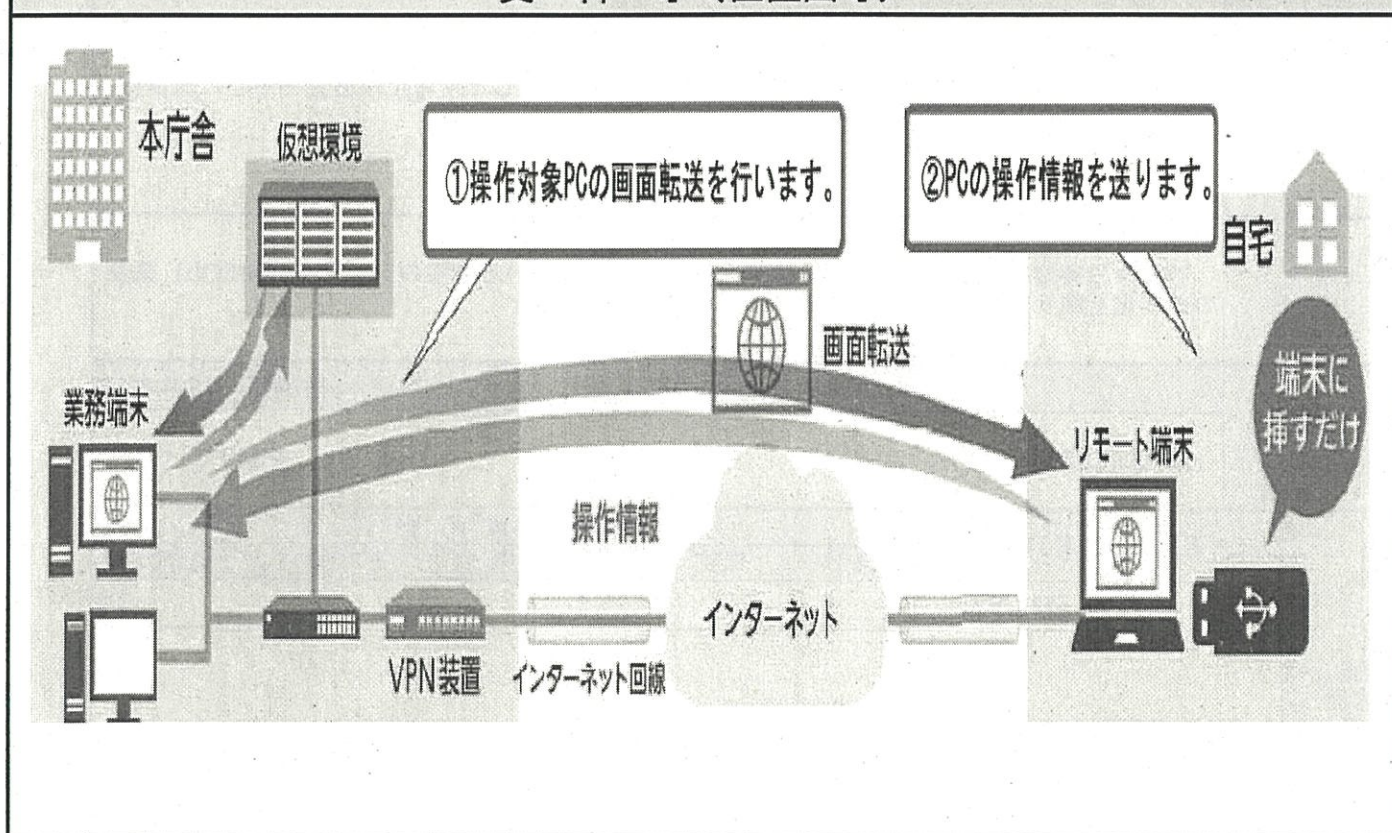 本庁舎
仮想環境
①操作対象PCの画面転送を行います。
②PCの操作情報を送ります。
自宅
画面転送
端末に
挿すだけ
業務端末
リモート端末
操作情報
インターネット
VPN装置
インターネット回線